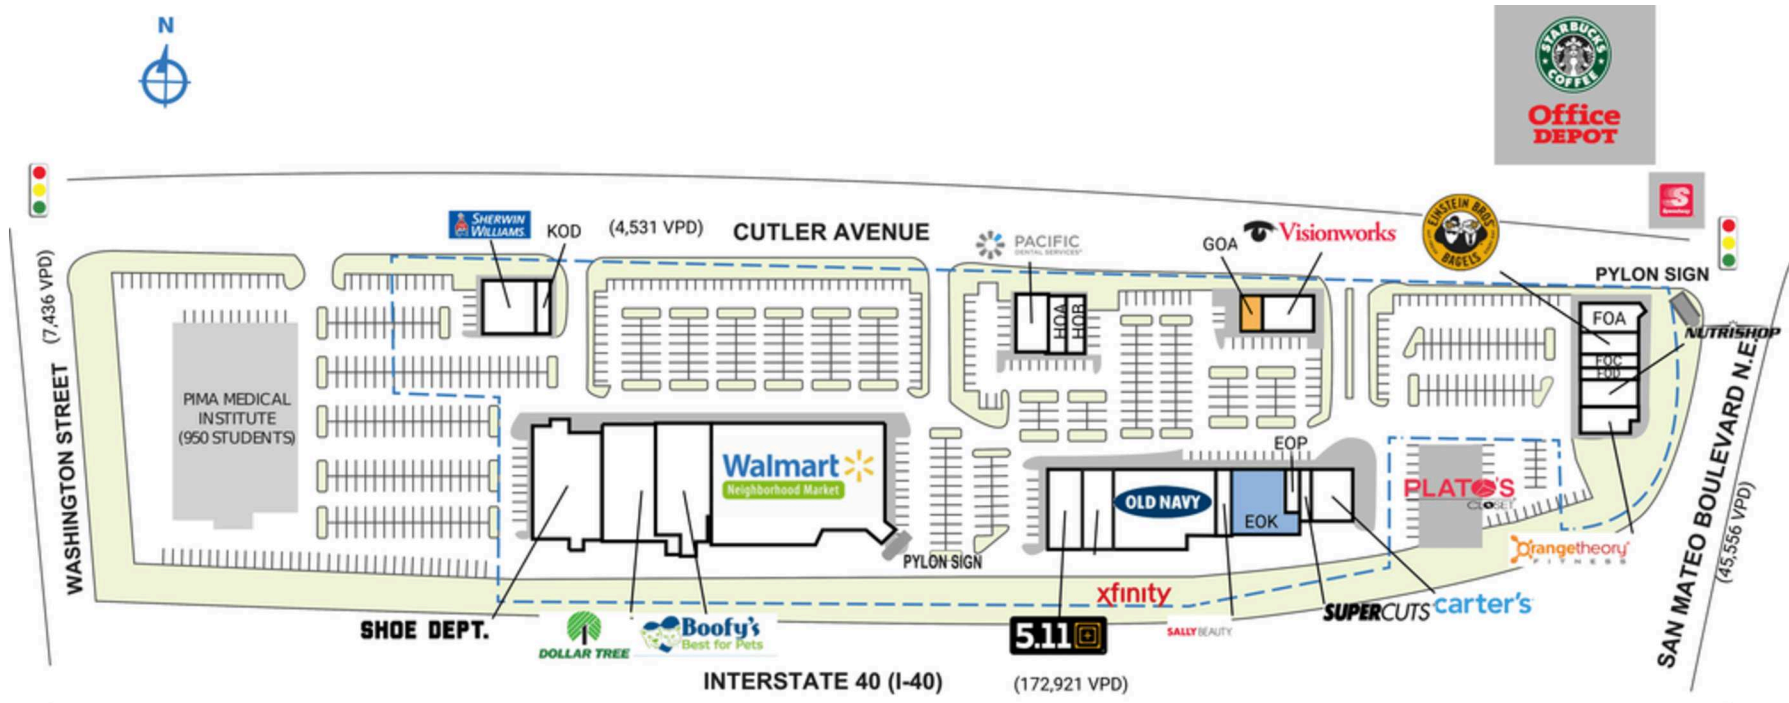 N
STARBUCKS
COFFEE
Office
DEPOT
SHERWIN
WILLIAMS.
KOD
(4,531 VPD)
CUTLER AVENUE
PACIFIC
DENTAL SERVICES
GOA
Visionworks
EINSTEIN BROS
BAGELS
Speedway
PYLON SIGN
(7,436 VPD)
WASHINGTON STREET
HOA
HOB
FOA
FOC
FOD
NUTRISHOP
PIMA MEDICAL
INSTITUTE
(950 STUDENTS)
Walmart
Neighborhood Market
PYLON SIGN
OLD NAVY
EOK
EOP
PLATO'S
CLOSET
Orangetheory
FITNESS
SAN MATEO BOULEVARD N.E.
(45,556 VPD)
SHOE DEPT.
DOLLAR TREE
Boofy's
Best for Pets
5.11
xfinity
SALLY BEAUTY
SUPERCUTS
carter's
INTERSTATE 40 (I-40)
(172,921 VPD)